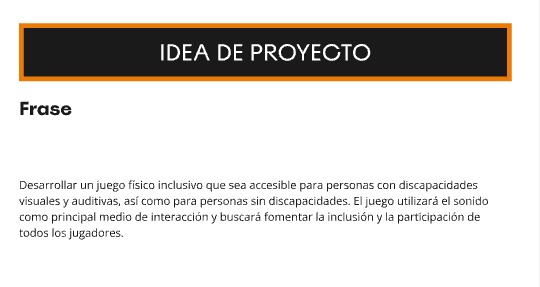 IDEA DE PROYECTO
Frase
Desarrollar un juego físico inclusivo que sea accesible para personas con discapacidades
visuales y auditivas, así como para personas sin discapacidades. El juego utilizará el sonido
como principal medio de interacción y buscará fomentar la inclusión y la participación de
todos los jugadores.